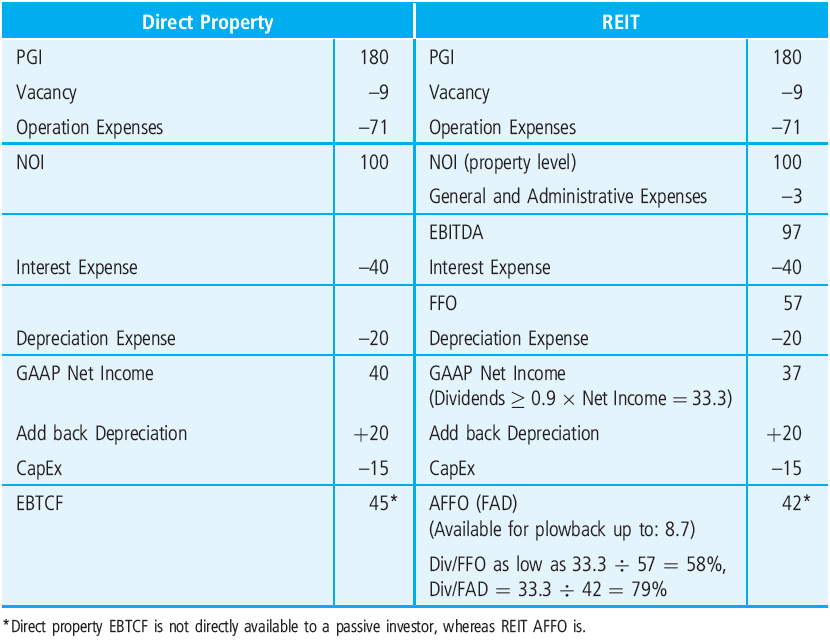 Direct Property REIT
PGI 180 PGI 180
Vacancy –9 Vacancy –9
Operation Expenses –71 Operation Expenses –71
NOI 100 NOI (property level) 100
General and Administrative Expenses –3
EBITDA 97
Interest Expense –40 Interest Expense –40
FFO 57
Depreciation Expense –20 Depreciation Expense –20
GAAP Net Income 40 GAAP Net Income 37
(Dividends ≥ 0.9 × Net Income = 33.3)
Add back Depreciation +20 Add back Depreciation +20
CapEx –15 CapEx –15
EBTCF 45* AFFO (FAD) 42*
(Available for plowback up to: 8.7)
Div/FFO as low as 33.3 ÷ 57 = 58%,
Div/FAD = 33.3 ÷ 42 = 79%
*Direct property EBTCF is not directly available to a passive investor, whereas REIT AFFO is.